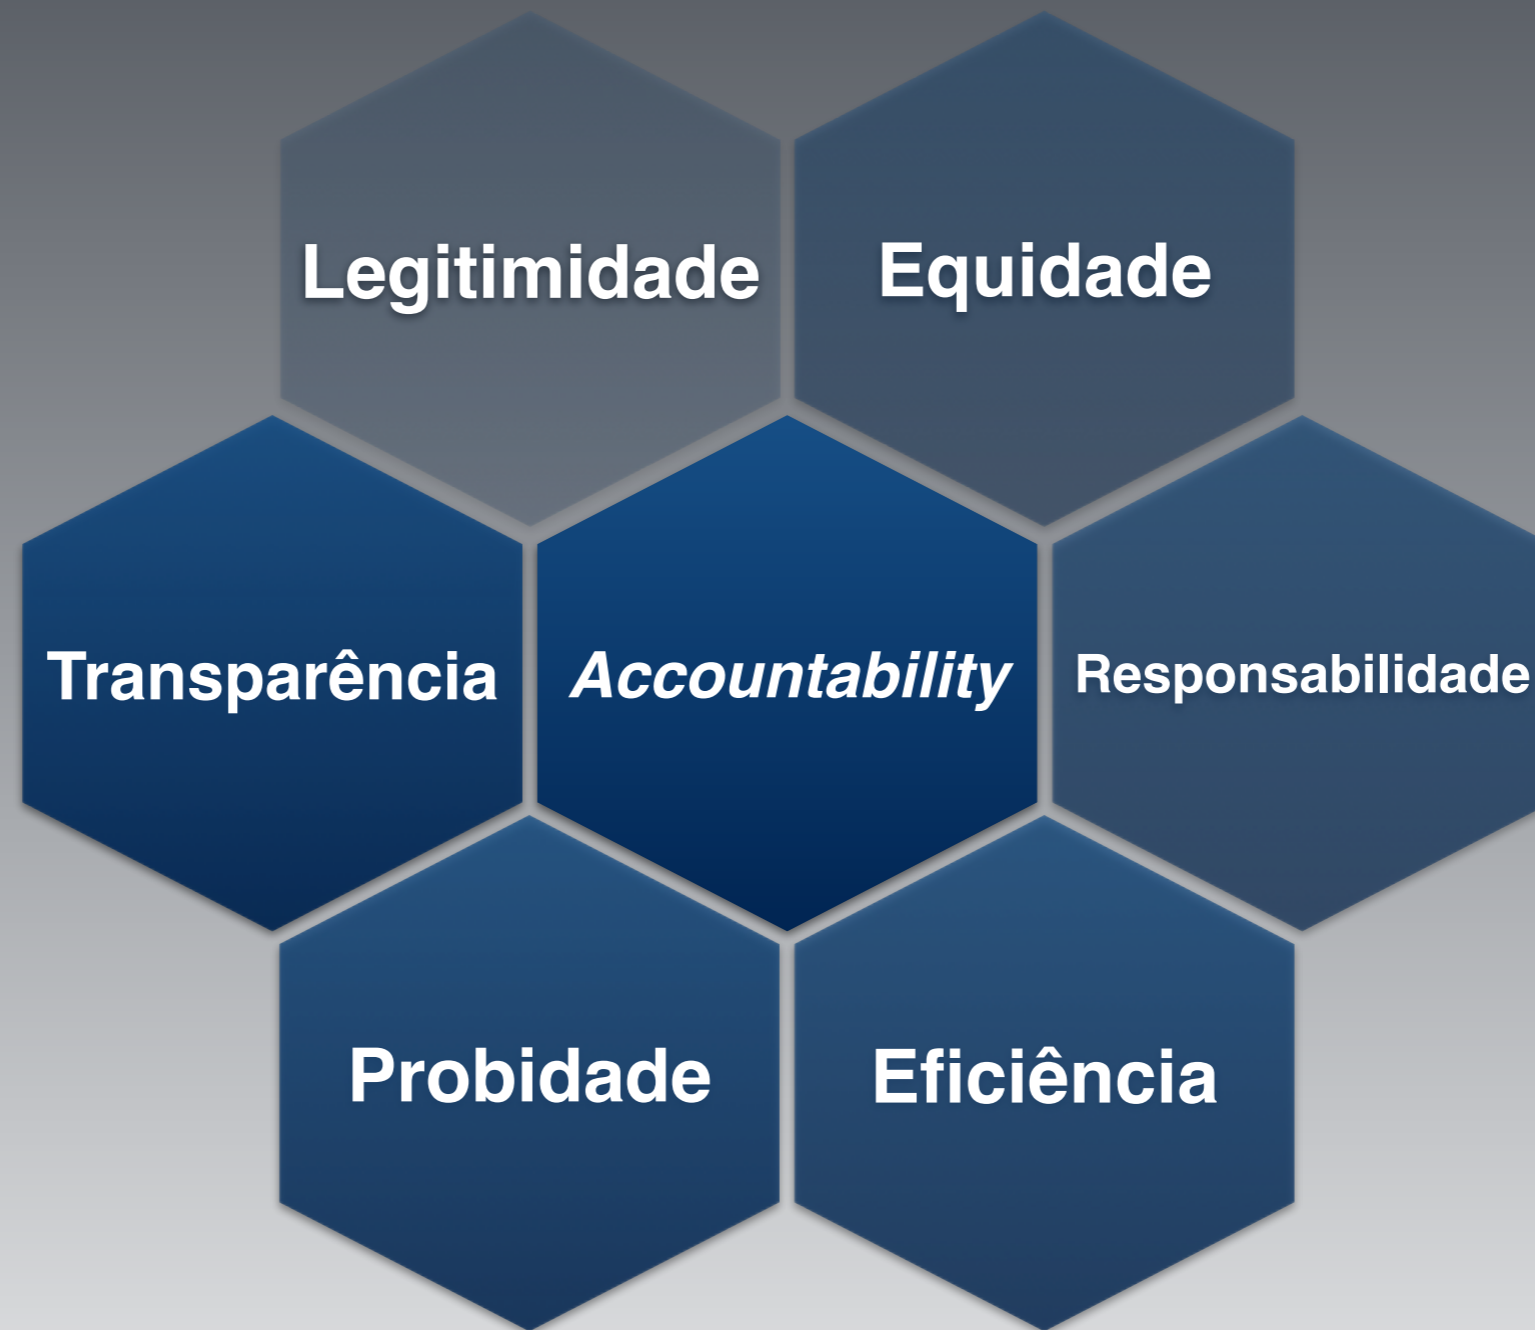 Legitimidade
Equidade
Transparência
Accountability
Responsabilidade
Probidade
Eficiência